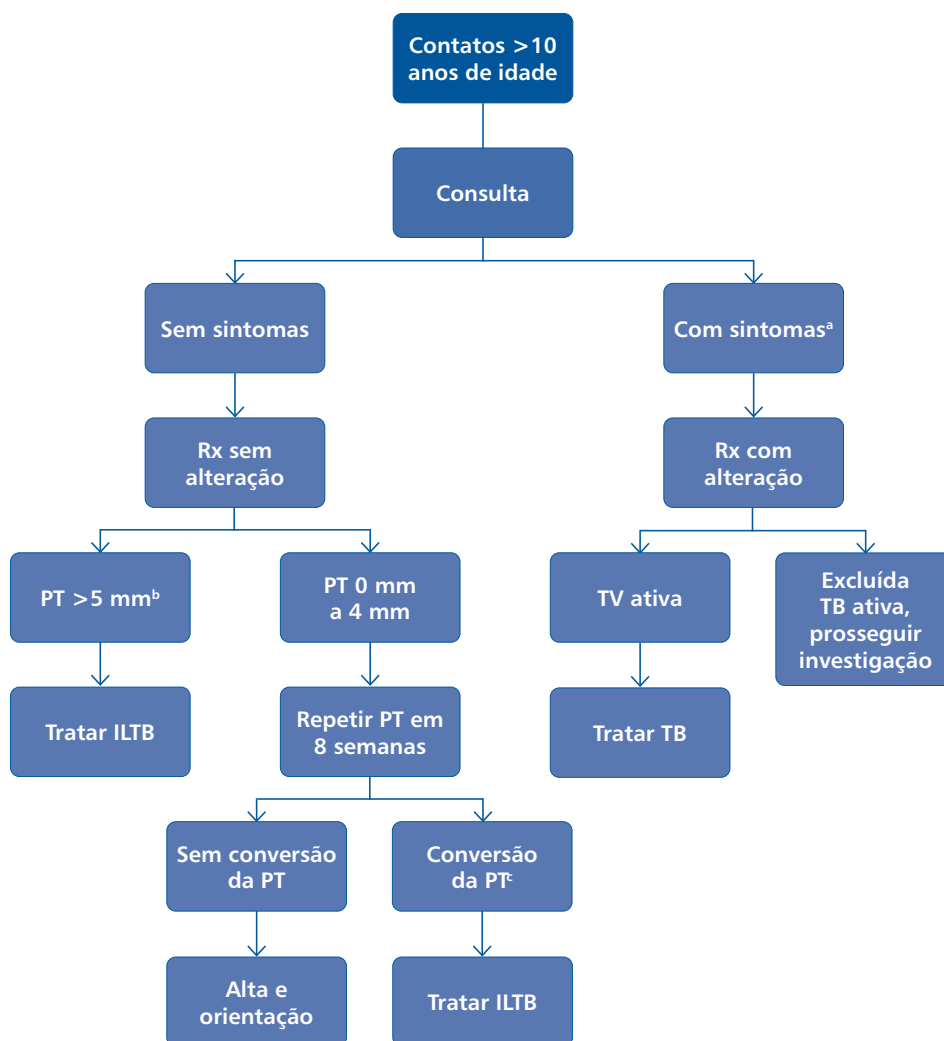 Contatos >10
anos de idade
Consulta
Sem sintomas
Com sintomasᵃ
Rx sem
alteração
Rx com
alteração
PT >5 mmᵇ
PT 0 mm
a 4 mm
TV ativa
Excluída
TB ativa,
prosseguir
investigação
Tratar ILTB
Repetir PT em
8 semanas
Tratar TB
Sem conversão
da PT
Conversão
da PTᶜ
Alta e
orientação
Tratar ILTB